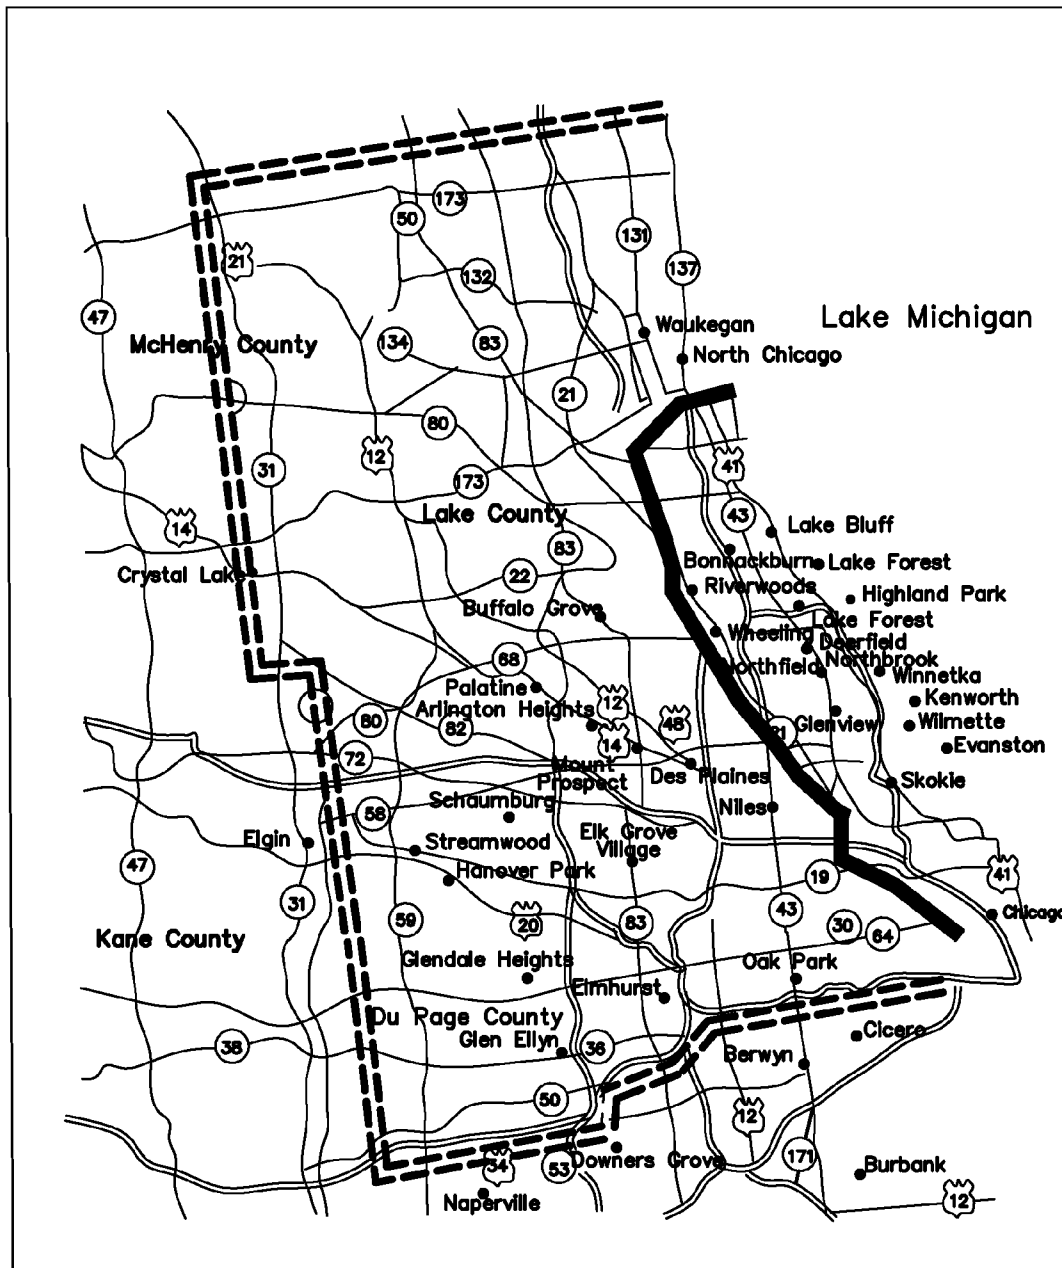 173
50
131
21
132
137
47
Lake Michigan
Waukegan
McHenry County
134
83
North Chicago
21
80
12
31
41
173
43
Lake County
14
Lake Bluff
83
Bonnackburn
Lake Forest
Crystal Lake
22
Riverwoods
Highland Park
Buffalo Grove
Lake Forest
Wheeling
Deerfield
68
Northfield
Northbrook
Winnetka
Palatine
12
Kenworth
Arlington Heights
80
82
48
Glenview
Wilmette
21
14
Evanston
72
Mount
Prospect
Des Plaines
Skokie
Schaumburg
Niles
58
Elgin
Elk Grove
Village
Streamwood
47
Hanover Park
19
41
31
59
20
83
43
30
64
Chicago
Kane County
Glendale Heights
Oak Park
Elmhurst
Du Page County
38
Glen Ellyn
36
Cicero
Berwyn
50
12
171
34
53
Downers Grove
Burbank
Naperville
12